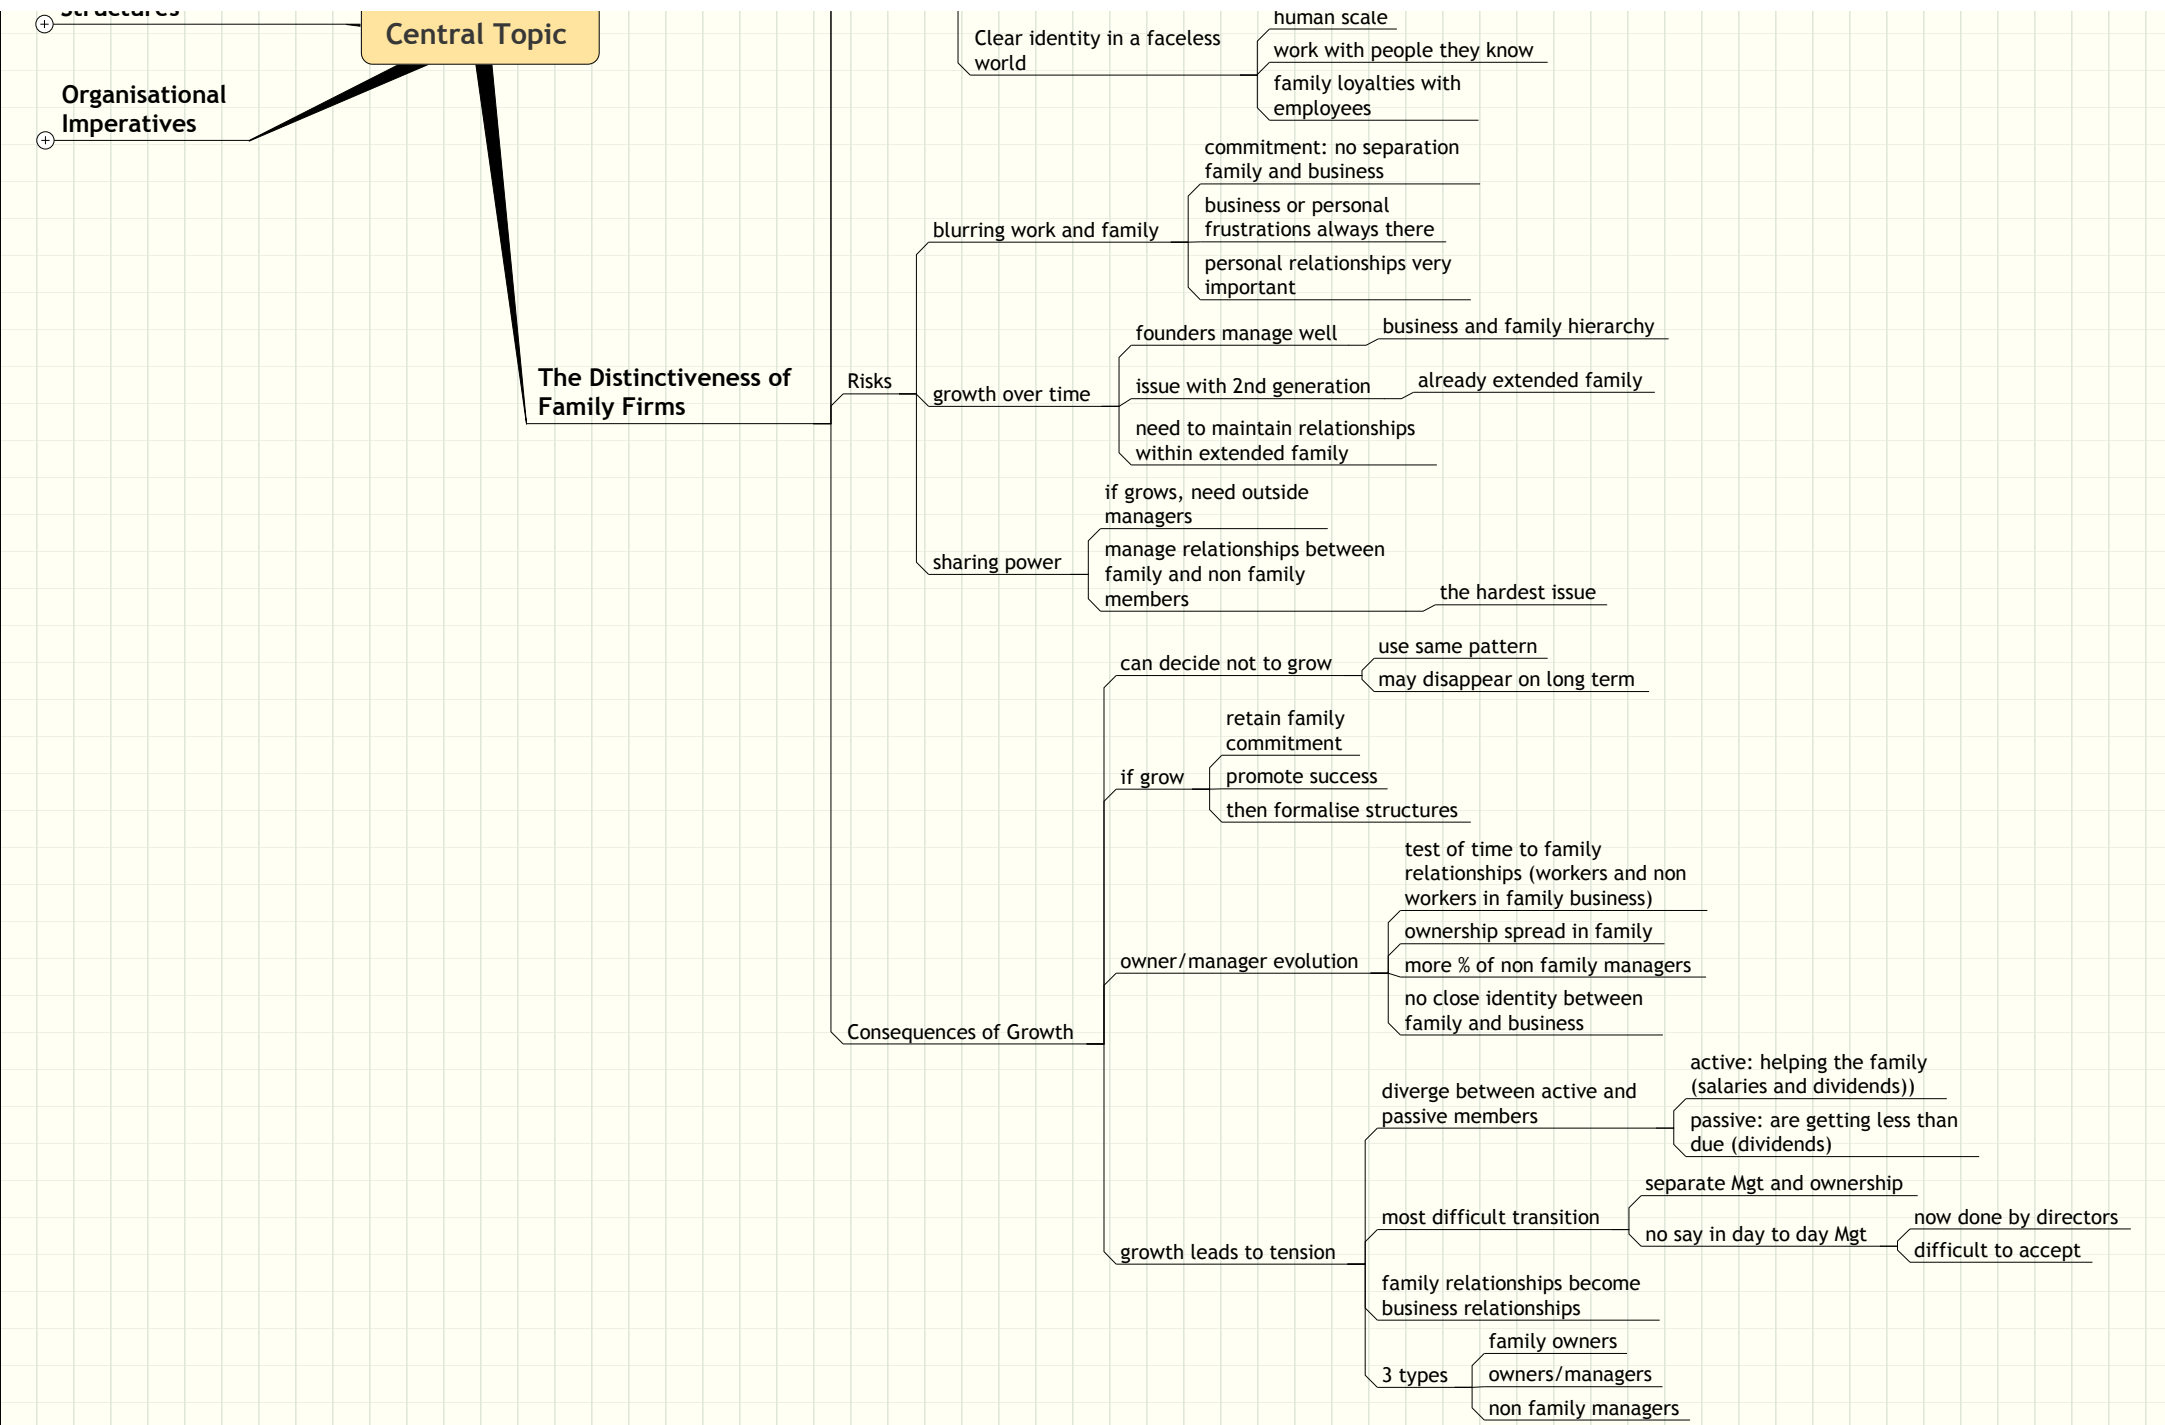 Structures
Central Topic
Organisational
Imperatives
The Distinctiveness of
Family Firms
Clear identity in a faceless
world
human scale
work with people they know
family loyalties with
employees
Risks
blurring work and family
commitment: no separation
family and business
business or personal
frustrations always there
personal relationships very
important
growth over time
founders manage well
business and family hierarchy
issue with 2nd generation
already extended family
need to maintain relationships
within extended family
sharing power
if grows, need outside
managers
manage relationships between
family and non family
members
the hardest issue
Consequences of Growth
can decide not to grow
use same pattern
may disappear on long term
if grow
retain family
commitment
promote success
then formalise structures
owner/manager evolution
test of time to family
relationships (workers and non
workers in family business)
ownership spread in family
more % of non family managers
no close identity between
family and business
growth leads to tension
diverge between active and
passive members
active: helping the family
(salaries and dividends))
passive: are getting less than
due (dividends)
most difficult transition
separate Mgt and ownership
no say in day to day Mgt
now done by directors
difficult to accept
family relationships become
business relationships
3 types
family owners
owners/managers
non family managers